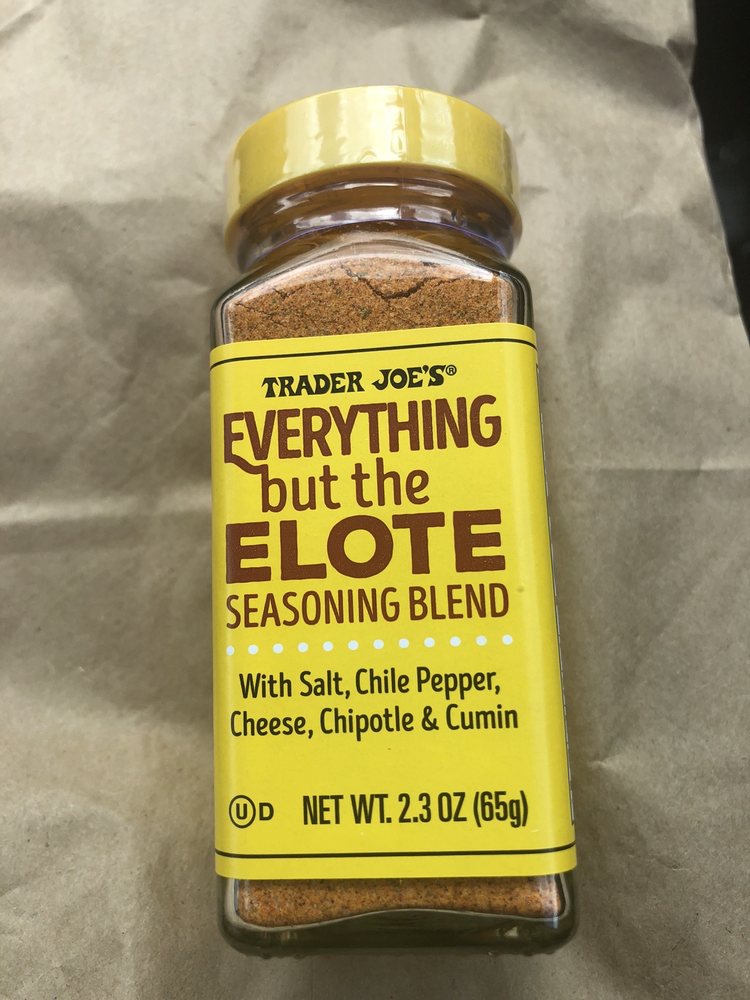 TRADER JOE'S®
EVERYTHING
but the
ELOTE
SEASONING BLEND
With Salt, Chile Pepper,
Cheese, Chipotle & Cumin
Ⓤ D NET WT. 2.3 OZ (65g)